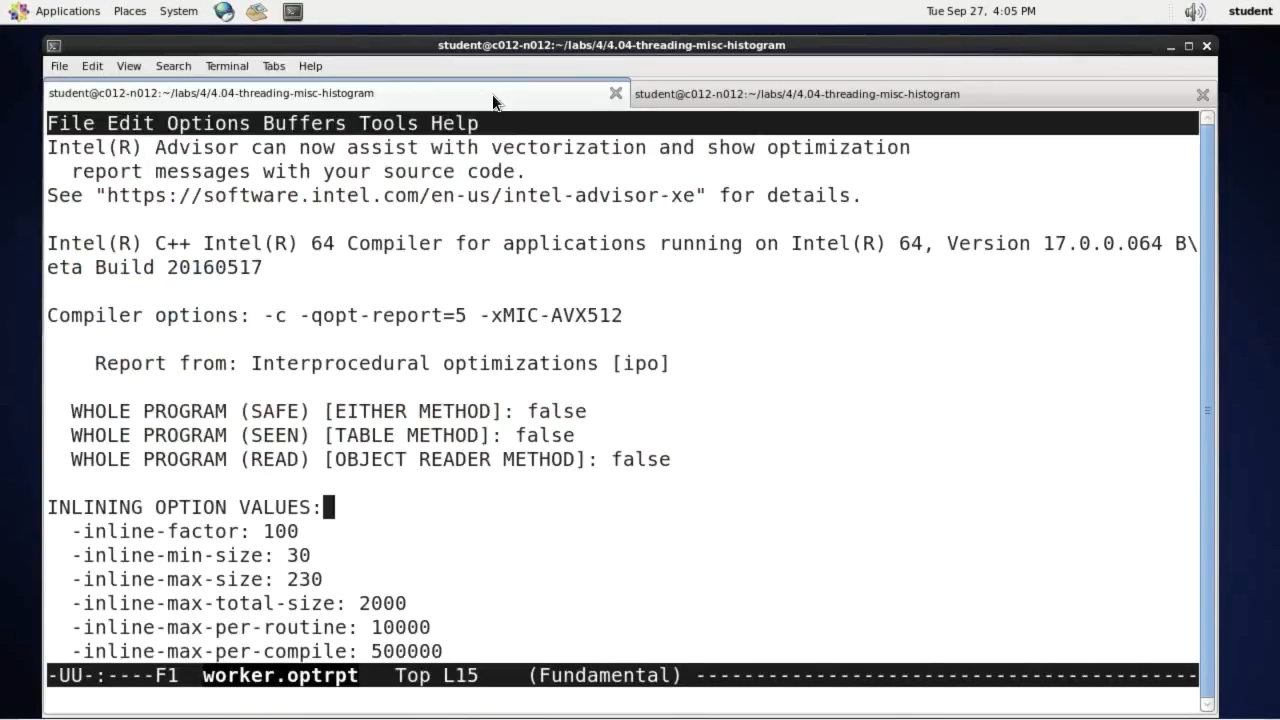 Applications Places System Tue Sep 27, 4:05 PM student
student@c012-n012:~/labs/4/4.04-threading-misc-histogram
File Edit View Search Terminal Tabs Help
student@c012-n012:~/labs/4/4.04-threading-misc-histogram student@c012-n012:~/labs/4/4.04-threading-misc-histogram
File Edit Options Buffers Tools Help
Intel(R) Advisor can now assist with vectorization and show optimization
  report messages with your source code.
See "https://software.intel.com/en-us/intel-advisor-xe" for details.
Intel(R) C++ Intel(R) 64 Compiler for applications running on Intel(R) 64, Version 17.0.0.064 B\
eta Build 20160517
Compiler options: -c -qopt-report=5 -xMIC-AVX512
    Report from: Interprocedural optimizations [ipo]
  WHOLE PROGRAM (SAFE) [EITHER METHOD]: false
  WHOLE PROGRAM (SEEN) [TABLE METHOD]: false
  WHOLE PROGRAM (READ) [OBJECT READER METHOD]: false
INLINING OPTION VALUES:
  -inline-factor: 100
  -inline-min-size: 30
  -inline-max-size: 230
  -inline-max-total-size: 2000
  -inline-max-per-routine: 10000
  -inline-max-per-compile: 500000
-UU-:----F1  worker.optrpt   Top L15    (Fundamental) ------------------------------------------